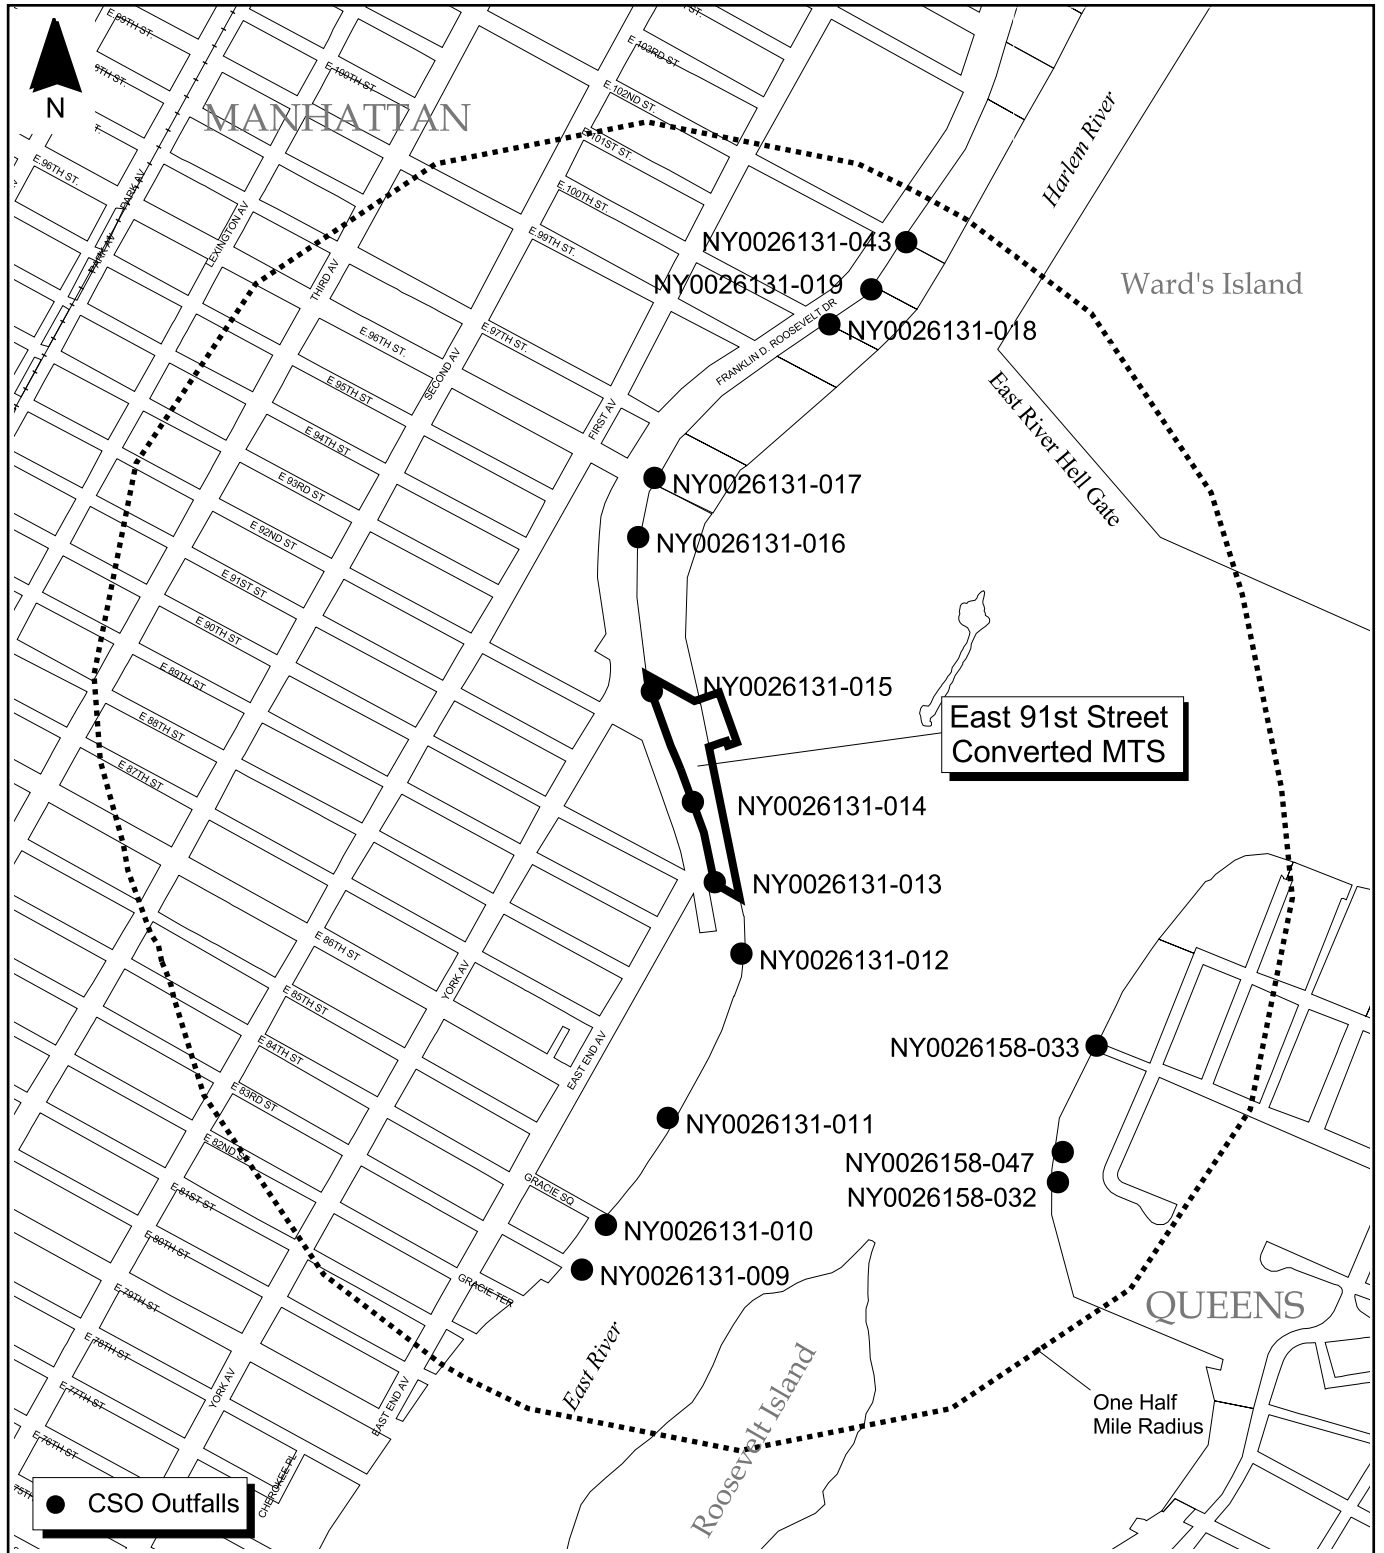 E 99TH ST.
E 103RD ST
E.102ND ST.
E.100TH ST
N
MANHATTAN
E 101ST ST.
E.96TH ST.
E 100TH ST.
PARK AV
PARK AV
LEXINGTON AV
THIRD AV
E.99TH ST.
Harlem River
NY0026131-043
NY0026131-019
NY0026131-018
Ward's Island
FRANKLIN D. ROOSEVELT DR
E.97TH ST.
E.96TH ST.
SECOND AV
E 95TH ST
FIRST AV
E 94TH ST
East River Hell Gate
E 93RD ST
NY0026131-017
E 92ND ST
NY0026131-016
E 91ST ST
E 90TH ST
E 89TH ST
NY0026131-015
E 88TH ST
East 91st Street
Converted MTS
E 87TH ST
NY0026131-014
NY0026131-013
E 86TH ST
NY0026131-012
YORK AV
E 85TH ST
E 84TH ST
EAST END AV
NY0026158-033
E 83RD ST
NY0026131-011
E 82ND S
NY0026158-047
NY0026158-032
GRACIE SQ
E 81ST ST
NY0026131-010
E 80TH ST
NY0026131-009
GRACIE TER
E 79TH ST
QUEENS
E 78TH ST
East River
YORK AV
E 77TH ST
EAST END AV
Roosevelt Island
One Half
Mile Radius
E 76TH ST
CHEROKEE PL
CSO Outfalls